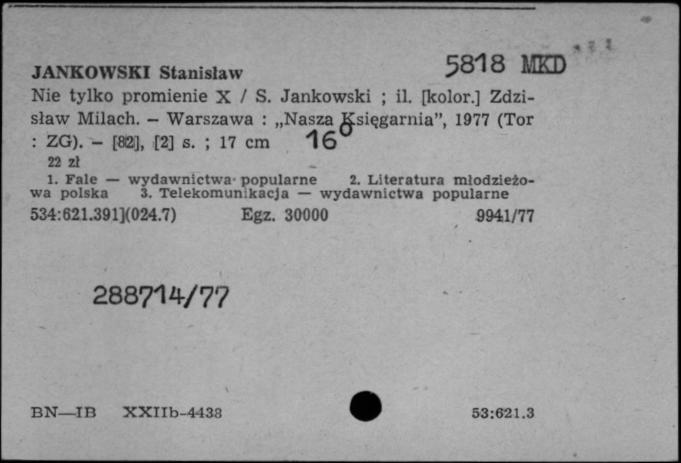 5818 MKD
JANKOWSKI Stanisław
Nie tylko promienie X / S. Jankowski ; il. [kolor.] Zdzi-
sław Milach. — Warszawa : „Nasza Księgarnia”, 1977 (Tor
: ZG). — [82], [2] s. ; 17 cm 16°
22 zł
1. Fale — wydawnictwa popularne 2. Literatura młodzieżo-
wa polska 3. Telekomunikacja — wydawnictwa popularne
534:621.391](024.7) Egz. 30000 9941/77
288714/77
BN—IB XXIIb-4438 53:621.3